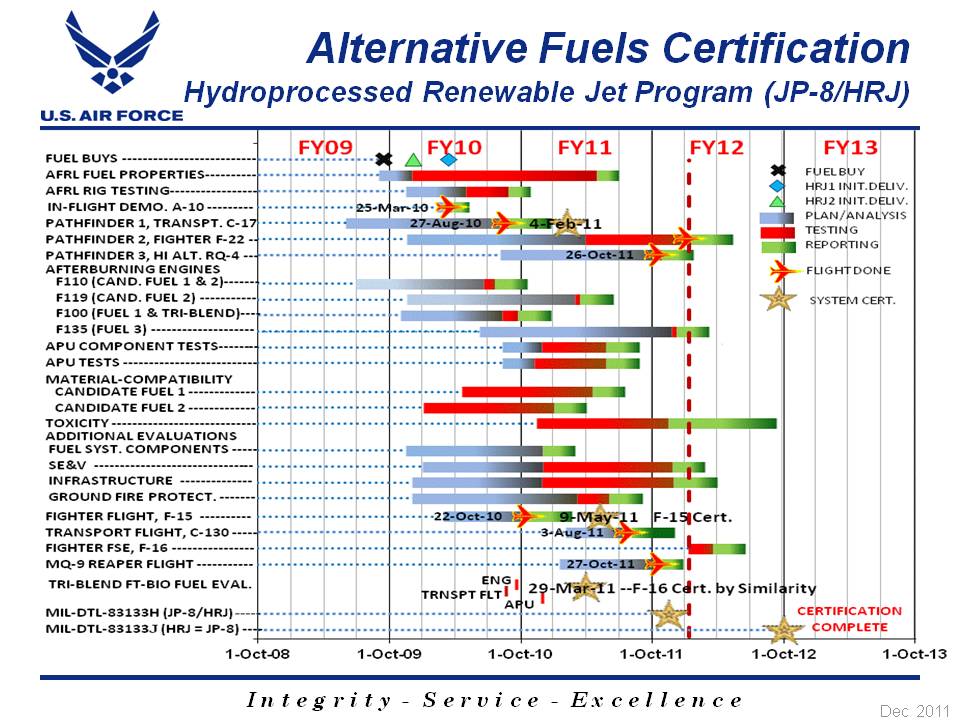 Alternative Fuels Certification
Hydroprocessed Renewable Jet Program (JP-8/HRJ)
U.S. AIR FORCE
FY09 FY10 FY11 FY12 FY13
FUEL BUYS
FUEL BUY
AFRL FUEL PROPERTIES
HRJ1 INIT.DELIV.
AFRL RIG TESTING
HRJ2 INIT.DELIV.
IN-FLIGHT DEMO. A-10
25-Mar-10
PLAN/ANALYSIS
PATHFINDER 1, TRANSPT. C-17
27-Aug-10
4-Feb-11
TESTING
PATHFINDER 2, FIGHTER F-22
REPORTING
PATHFINDER 3, HI ALT. RQ-4
26-Oct-11
AFTERBURNING ENGINES
FLIGHT DONE
F110 (CAND. FUEL 1 & 2)
F119 (CAND. FUEL 2)
SYSTEM CERT.
F100 (FUEL 1 & TRI-BLEND)
F135 (FUEL 3)
APU COMPONENT TESTS
APU TESTS
MATERIAL-COMPATIBILITY
CANDIDATE FUEL 1
CANDIDATE FUEL 2
TOXICITY
ADDITIONAL EVALUATIONS
FUEL SYST. COMPONENTS
SE&V
INFRASTRUCTURE
GROUND FIRE PROTECT.
FIGHTER FLIGHT, F-15
22-Oct-10
9-May-11 F-15 Cert.
TRANSPORT FLIGHT, C-130
3-Aug-11
FIGHTER FSE, F-16
MQ-9 REAPER FLIGHT
27-Oct-11
TRI-BLEND FT-BIO FUEL EVAL.
ENG
TRNSPT FLT
APU
29-Mar-11 --F-16 Cert. by Similarity
MIL-DTL-83133H (JP-8/HRJ)
MIL-DTL-83133J (HRJ = JP-8)
CERTIFICATION
COMPLETE
1-Oct-08 1-Oct-09 1-Oct-10 1-Oct-11 1-Oct-12 1-Oct-13
Integrity - Service - Excellence
Dec. 2011